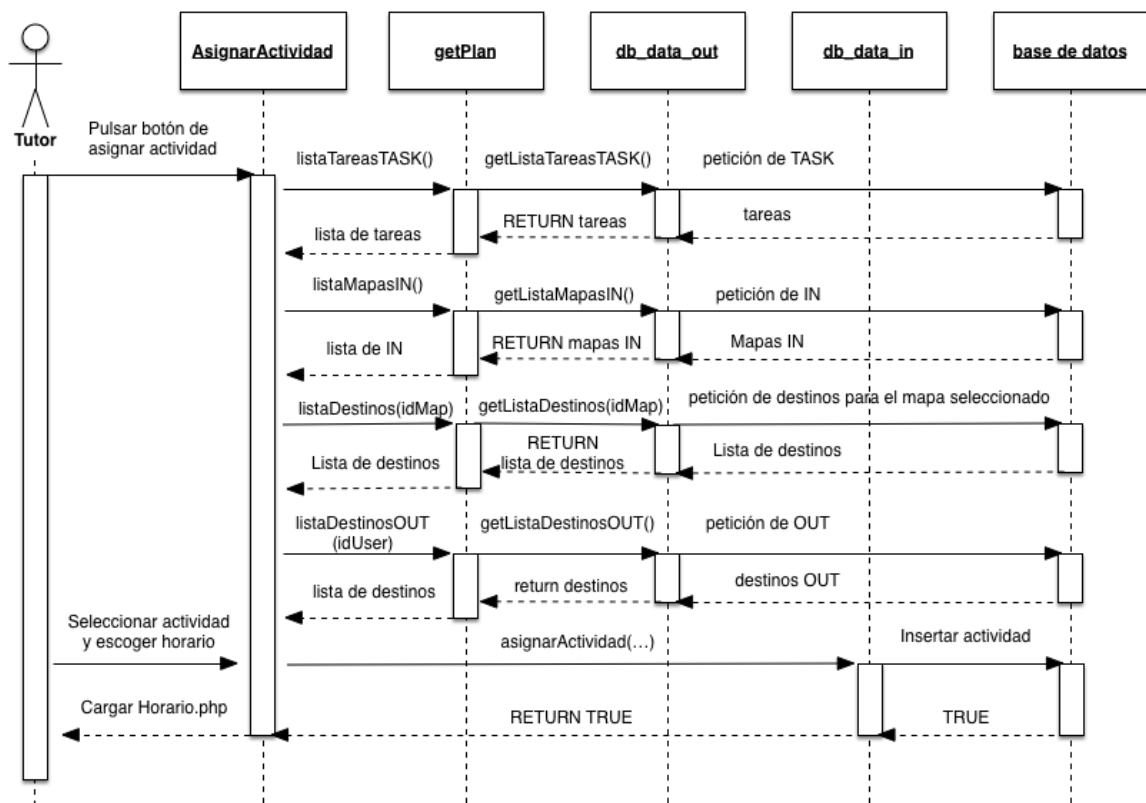 AsignarActividad
getPlan
db_data_out
db_data_in
base de datos
Tutor
Pulsar botón de
asignar actividad
listaTareasTASK()
getListaTareasTASK()
petición de TASK
lista de tareas
RETURN tareas
tareas
listaMapasIN()
getListaMapasIN()
petición de IN
lista de IN
RETURN mapas IN
Mapas IN
listaDestinos(idMap)
getListaDestinos(idMap)
petición de destinos para el mapa seleccionado
Lista de destinos
RETURN
lista de destinos
Lista de destinos
listaDestinosOUT
(idUser)
getListaDestinosOUT()
petición de OUT
lista de destinos
return destinos
destinos OUT
Seleccionar actividad
y escoger horario
asignarActividad(…)
Insertar actividad
Cargar Horario.php
RETURN TRUE
TRUE